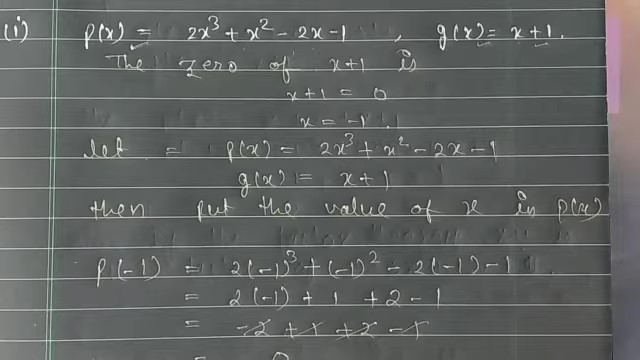 (i) p(x) = 2x³ + x² - 2x - 1 , g(x) = x + 1.
The zero of x+1 is
x+1 = 0
x = -1.
let = p(x) = 2x³ + x² - 2x - 1
g(x) = x + 1
then put the value of x in p(x)
p(-1) = 2(-1)³ + (-1)² - 2(-1) - 1
= 2(-1) + 1 + 2 - 1
= -2 + 1 + 2 - 1
= 0